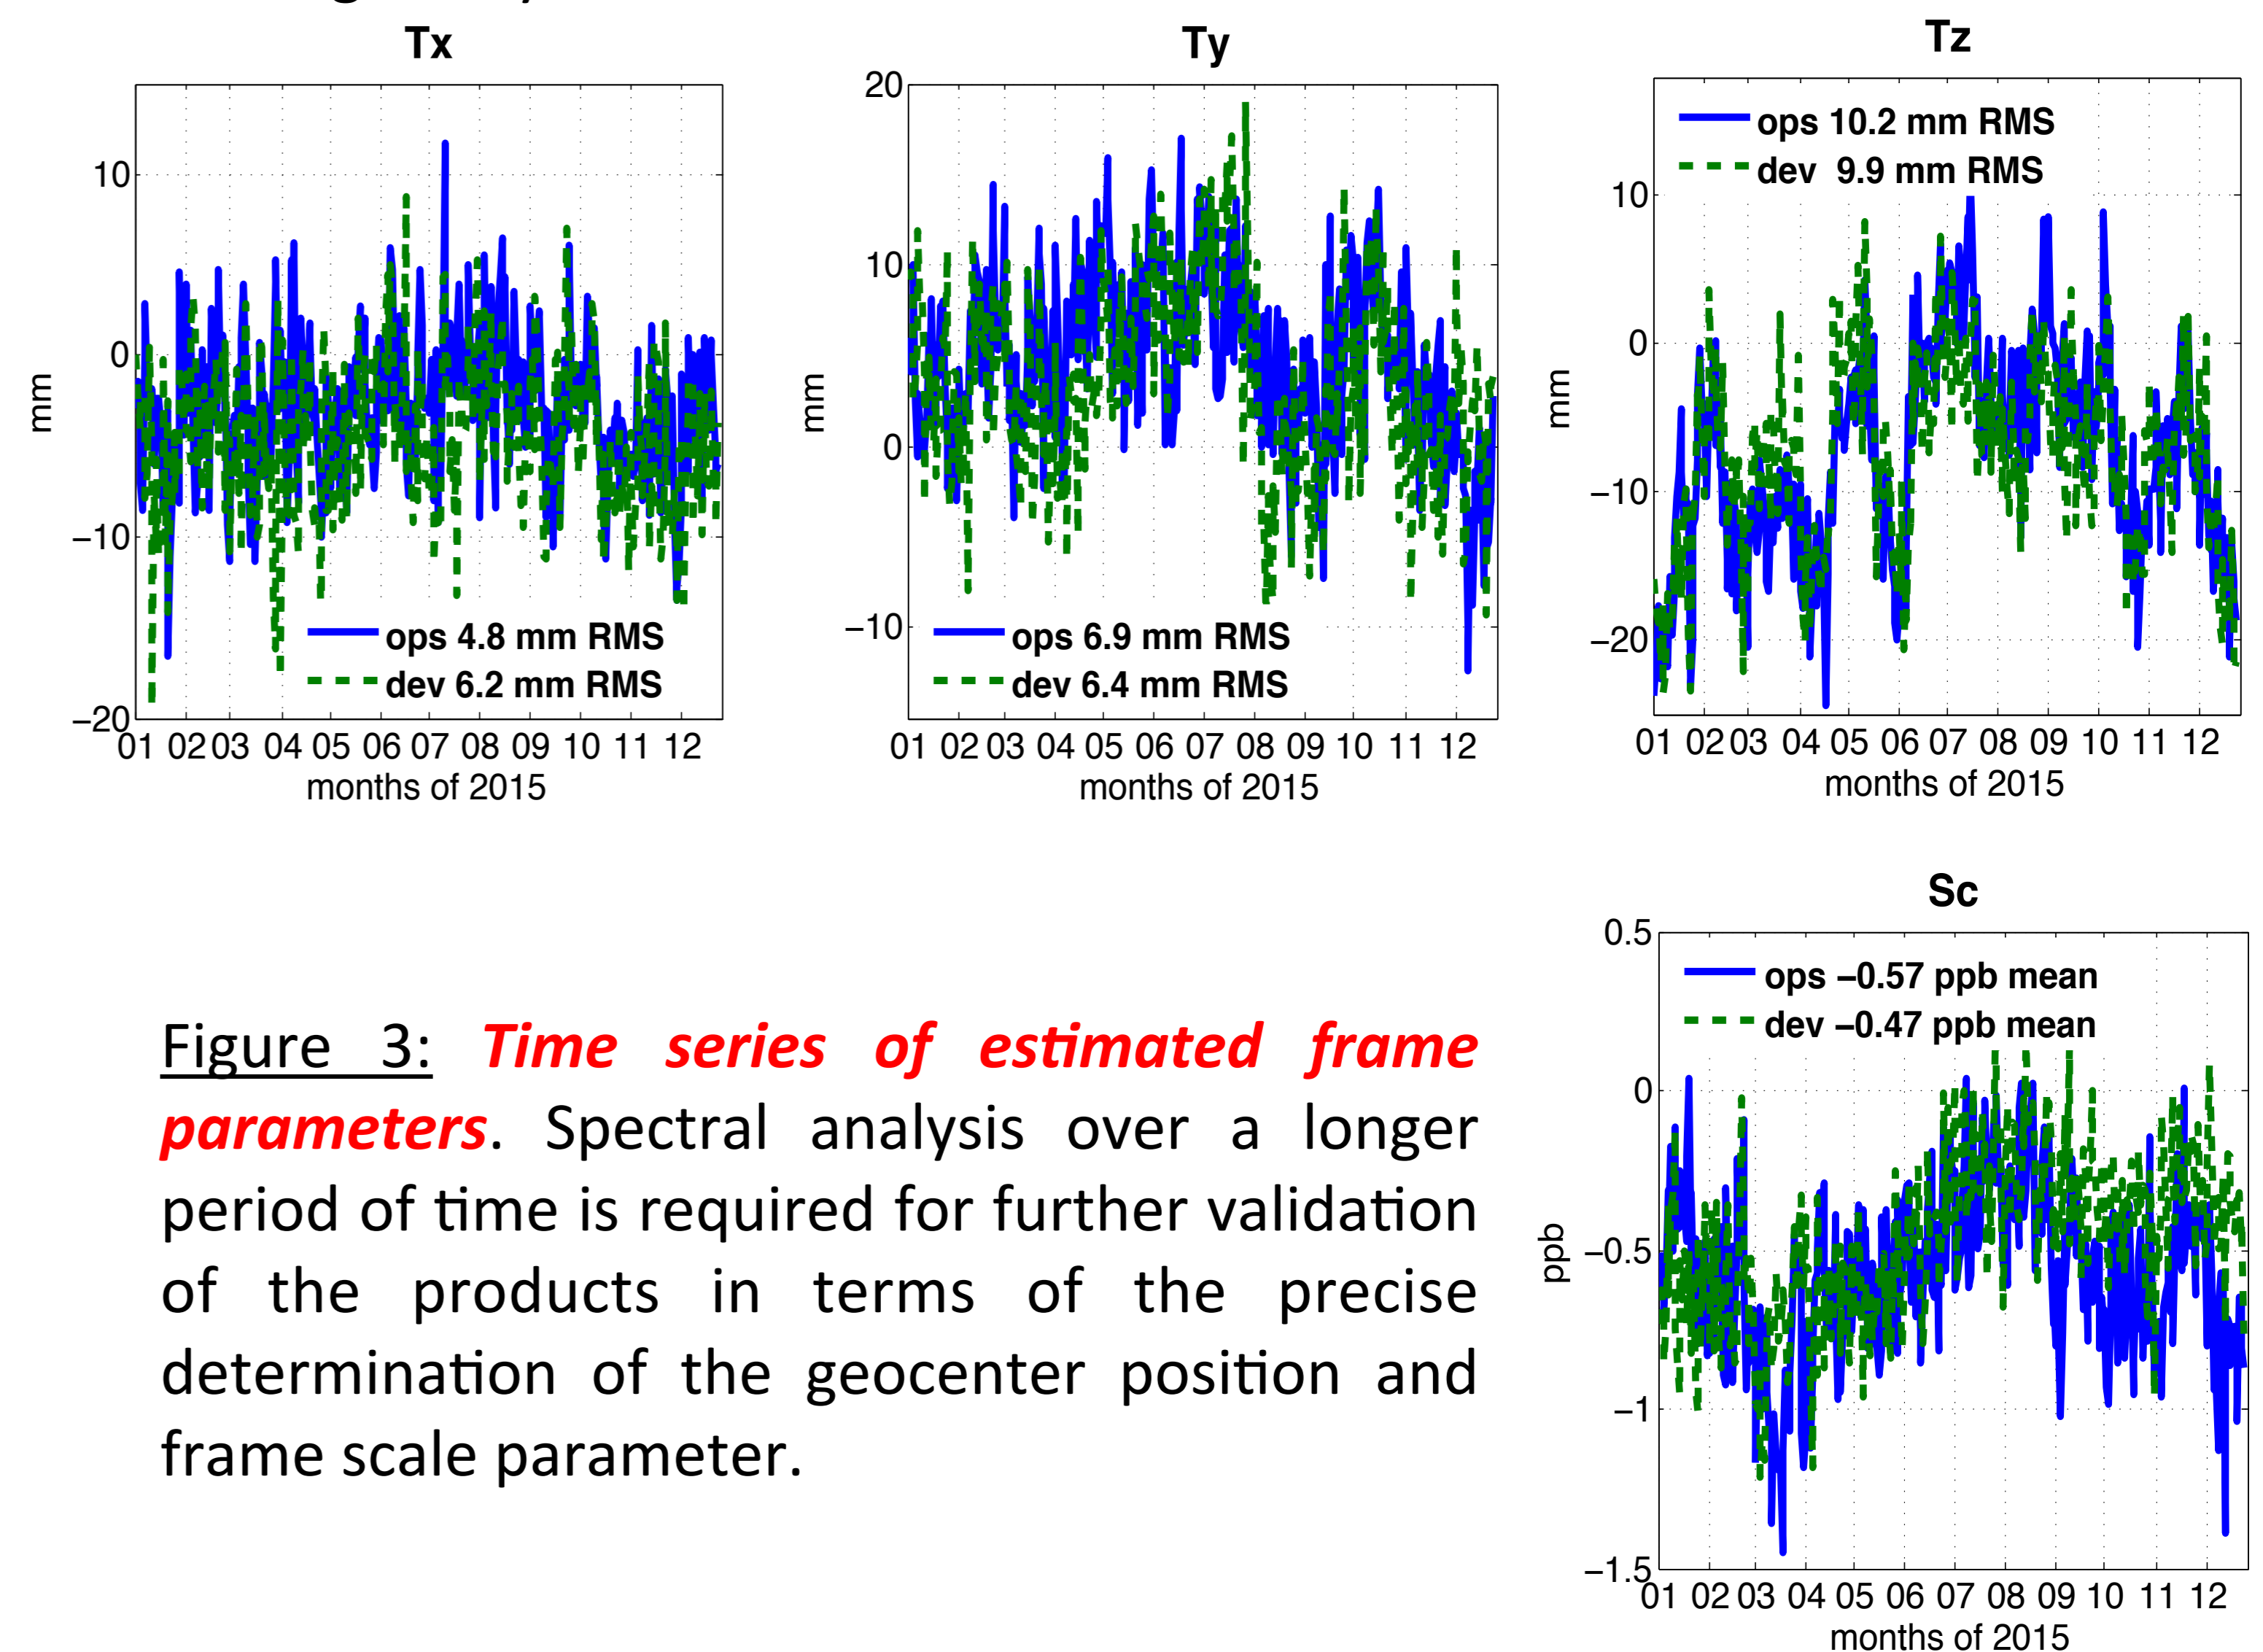 Tx
10
0
−10
−20
mm
ops 4.8 mm RMS
dev 6.2 mm RMS
01 02 03 04 05 06 07 08 09 10 11 12
months of 2015
Ty
20
10
0
−10
mm
ops 6.9 mm RMS
dev 6.4 mm RMS
01 02 03 04 05 06 07 08 09 10 11 12
months of 2015
Tz
ops 10.2 mm RMS
dev 9.9 mm RMS
10
0
−10
−20
mm
01 02 03 04 05 06 07 08 09 10 11 12
months of 2015
Sc
0.5
ops −0.57 ppb mean
dev −0.47 ppb mean
0
−0.5
−1
−1.5
ppb
01 02 03 04 05 06 07 08 09 10 11 12
months of 2015
Figure 3: Time series of estimated frame
parameters. Spectral analysis over a longer
period of time is required for further validation
of the products in terms of the precise
determination of the geocenter position and
frame scale parameter.